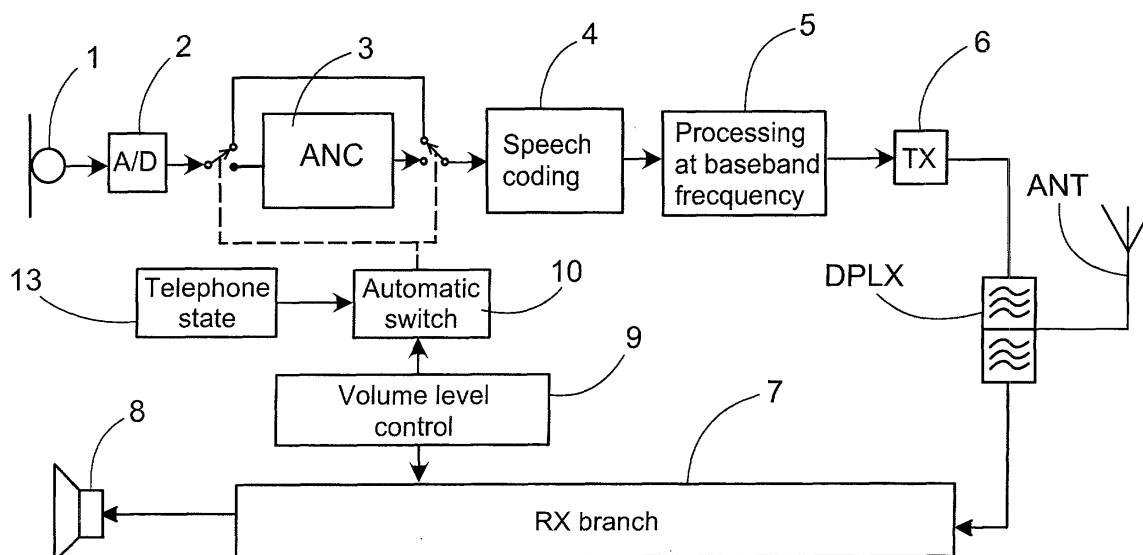 1
2
3
4
5
6
A/D
ANC
Speech
coding
Processing
at baseband
frecquency
TX
ANT
DPLX
13
Telephone
state
Automatic
switch
10
9
Volume level
control
7
8
RX branch